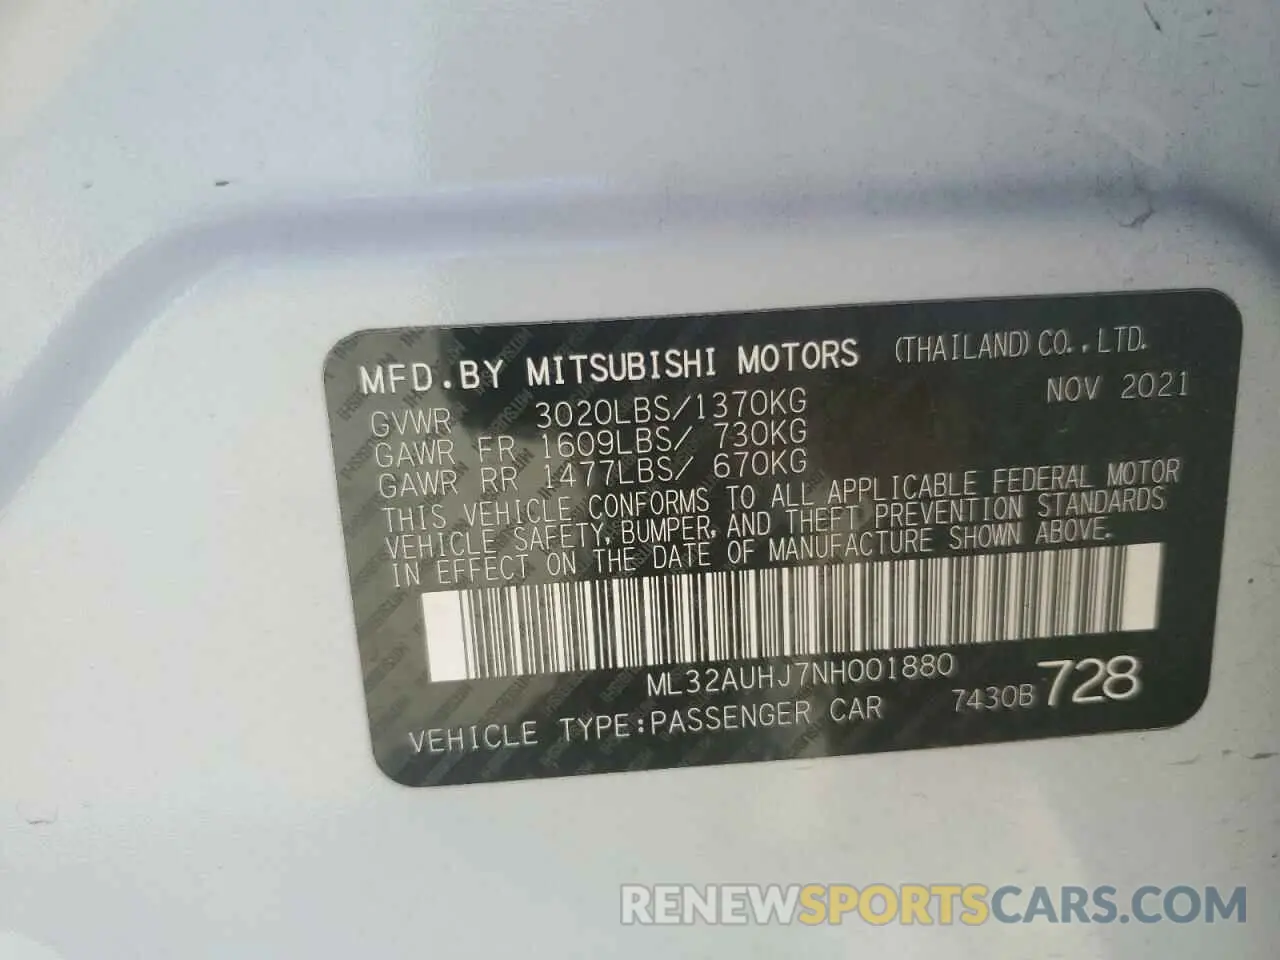 MFD.BY MITSUBISHI MOTORS (THAILAND) CO.,LTD.
NOV 2021
GVWR 3020LBS/1370KG
GAWR FR 1609LBS/ 730KG
GAWR RR 1477LBS/ 670KG
THIS VEHICLE CONFORMS TO ALL APPLICABLE FEDERAL MOTOR
VEHICLE SAFETY, BUMPER, AND THEFT PREVENTION STANDARDS
IN EFFECT ON THE DATE OF MANUFACTURE SHOWN ABOVE.
ML32AUHJ7NH001880
7430B 728
VEHICLE TYPE:PASSENGER CAR
RENEWSPORTSCARS.COM